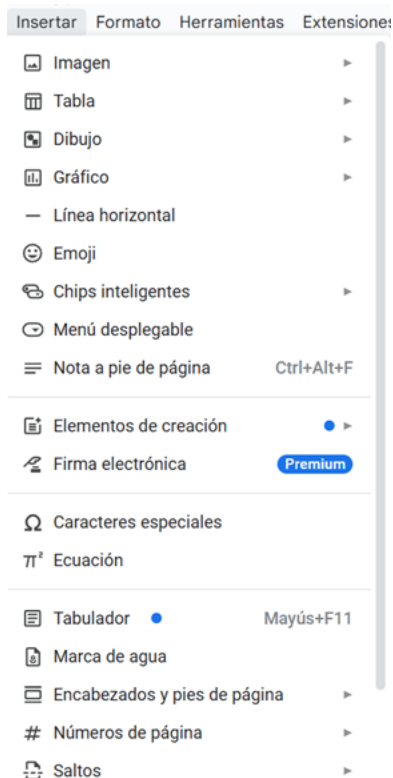 Insertar Formato Herramientas Extensiones
Imagen
Tabla
Dibujo
Gráfico
Línea horizontal
Emoji
Chips inteligentes
Menú desplegable
Nota a pie de página Ctrl+Alt+F
Elementos de creación
Firma electrónica Premium
Ω Caracteres especiales
π² Ecuación
Tabulador Mayús+F11
Marca de agua
Encabezados y pies de página
# Números de página
Saltos